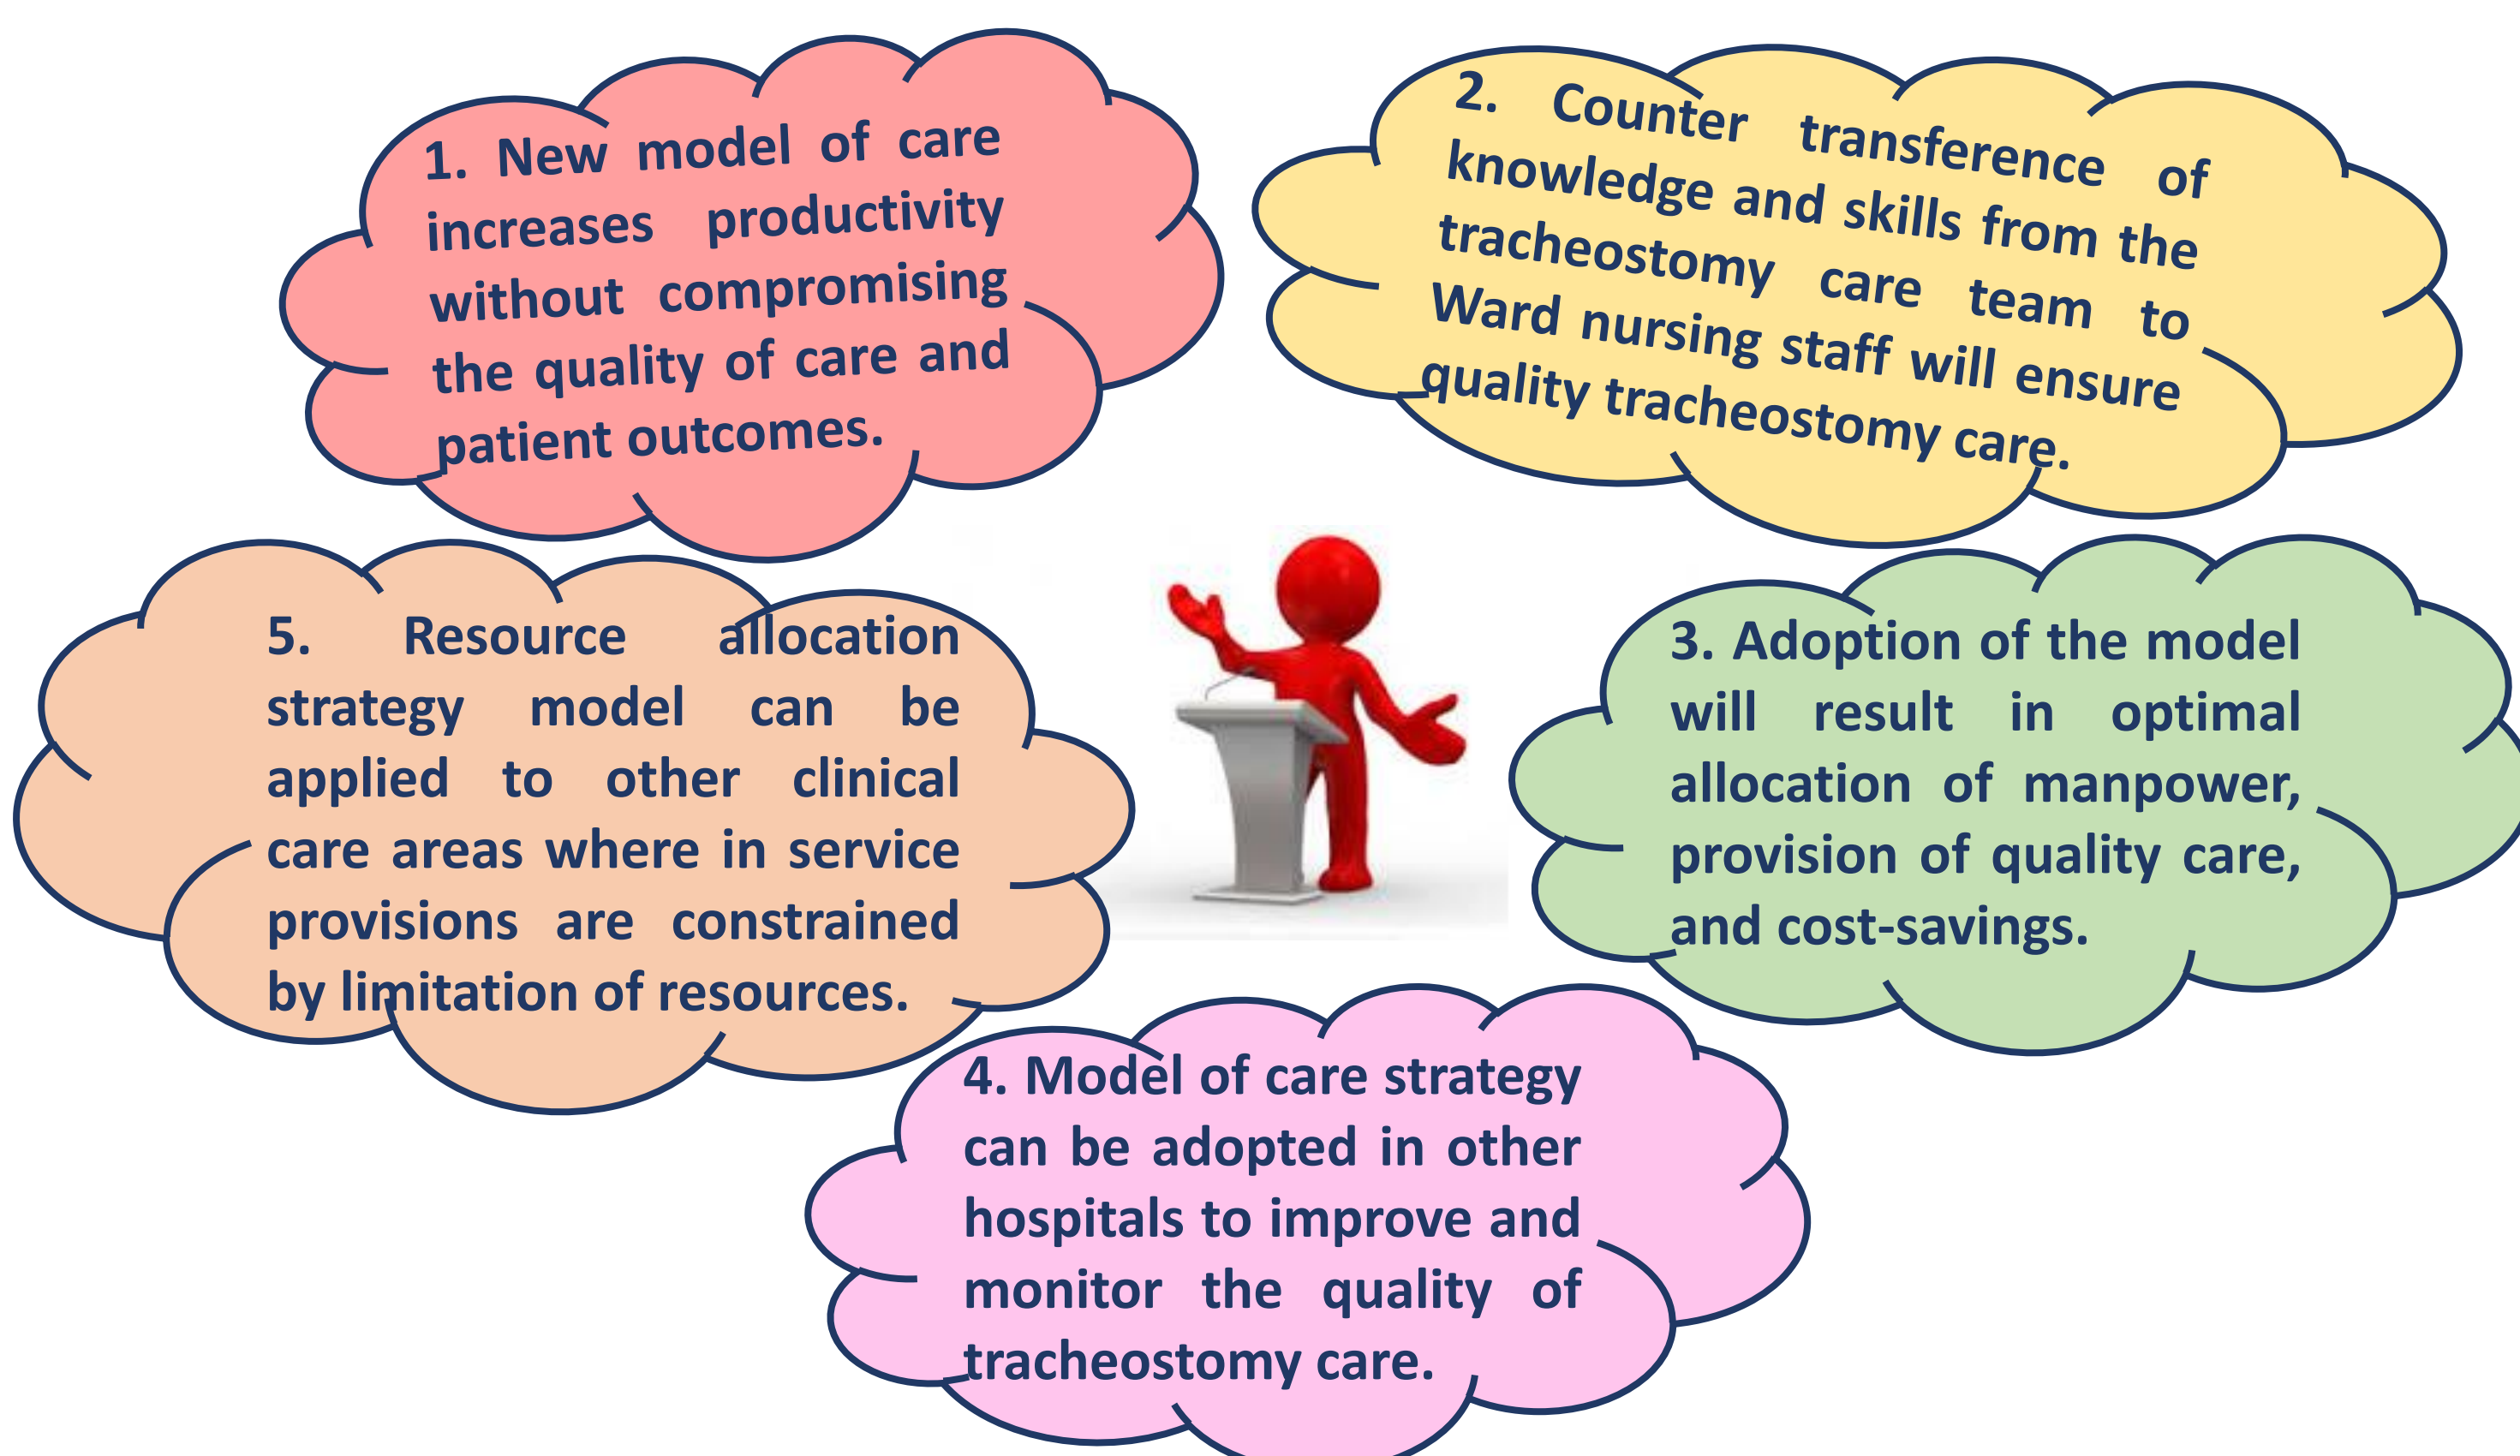 1. New model of care
increases productivity
without compromising
the quality of care and
patient outcomes.
2. Counter transference of
knowledge and skills from the
tracheostomy care team to
Ward nursing staff will ensure
quality tracheostomy care.
3. Adoption of the model
will result in optimal
allocation of manpower,
provision of quality care,
and cost-savings.
4. Model of care strategy
can be adopted in other
hospitals to improve and
monitor the quality of
tracheostomy care.
5. Resource allocation
strategy model can be
applied to other clinical
care areas where in service
provisions are constrained
by limitation of resources.